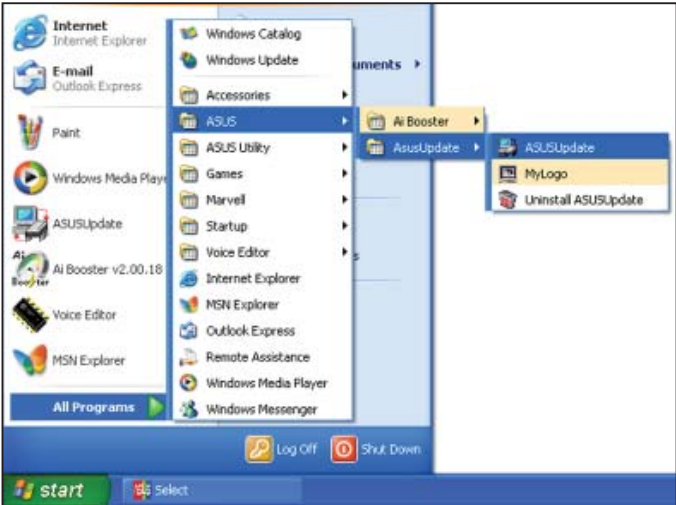 Internet
Internet Explorer
E-mail
Outlook Express
Paint
Windows Media Playe
ASUSUpdate
Ai Booster v2.00.18
Voice Editor
MSN Explorer
All Programs
Windows Catalog
Windows Update
Accessories
ASUS
ASUS Utility
Games
Marvell
Startup
Voice Editor
Internet Explorer
MSN Explorer
Outlook Express
Remote Assistance
Windows Media Player
Windows Messenger
uments
s
Ai Booster
AsusUpdate
ASUSUpdate
MyLogo
Uninstall ASUSUpdate
Log Off
Shut Down
start
Select